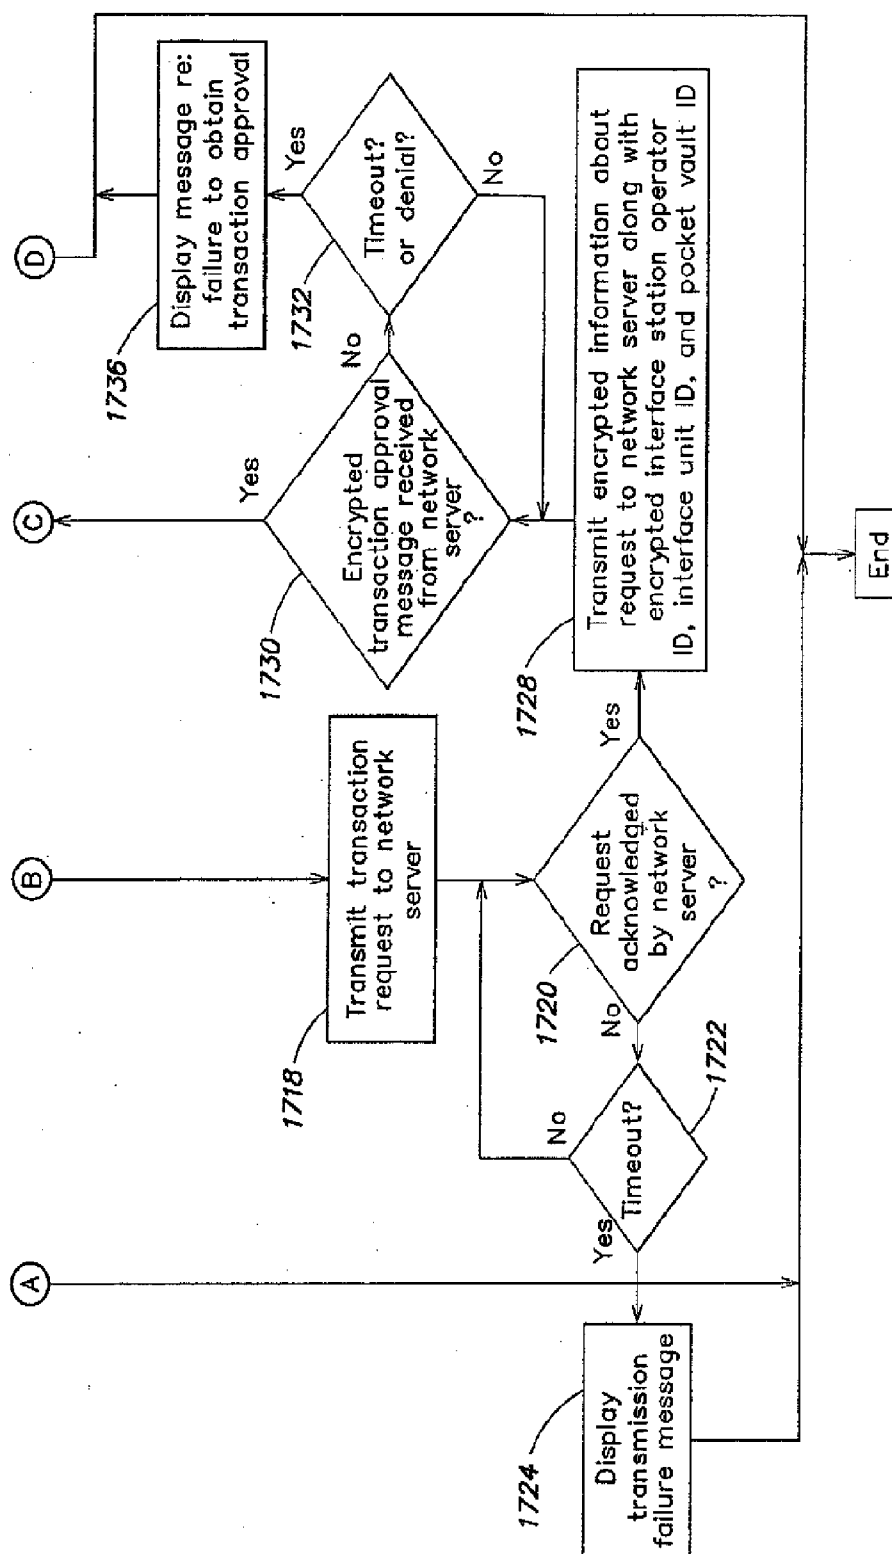 A
B
C
D
1718
Transmit transaction
request to network
server
1720
Request
acknowledged
by network
server
?
No
Yes
1722
Timeout?
No
Yes
1724
Display
transmission
failure message
1728
Transmit encrypted information about
request to network server along with
encrypted interface station operator
ID, interface unit ID, and pocket vault ID
1730
Encrypted
transaction approval
message received
from network
server
?
Yes
No
1732
Timeout?
or denial?
Yes
No
1736
Display message re:
failure to obtain
transaction approval
End